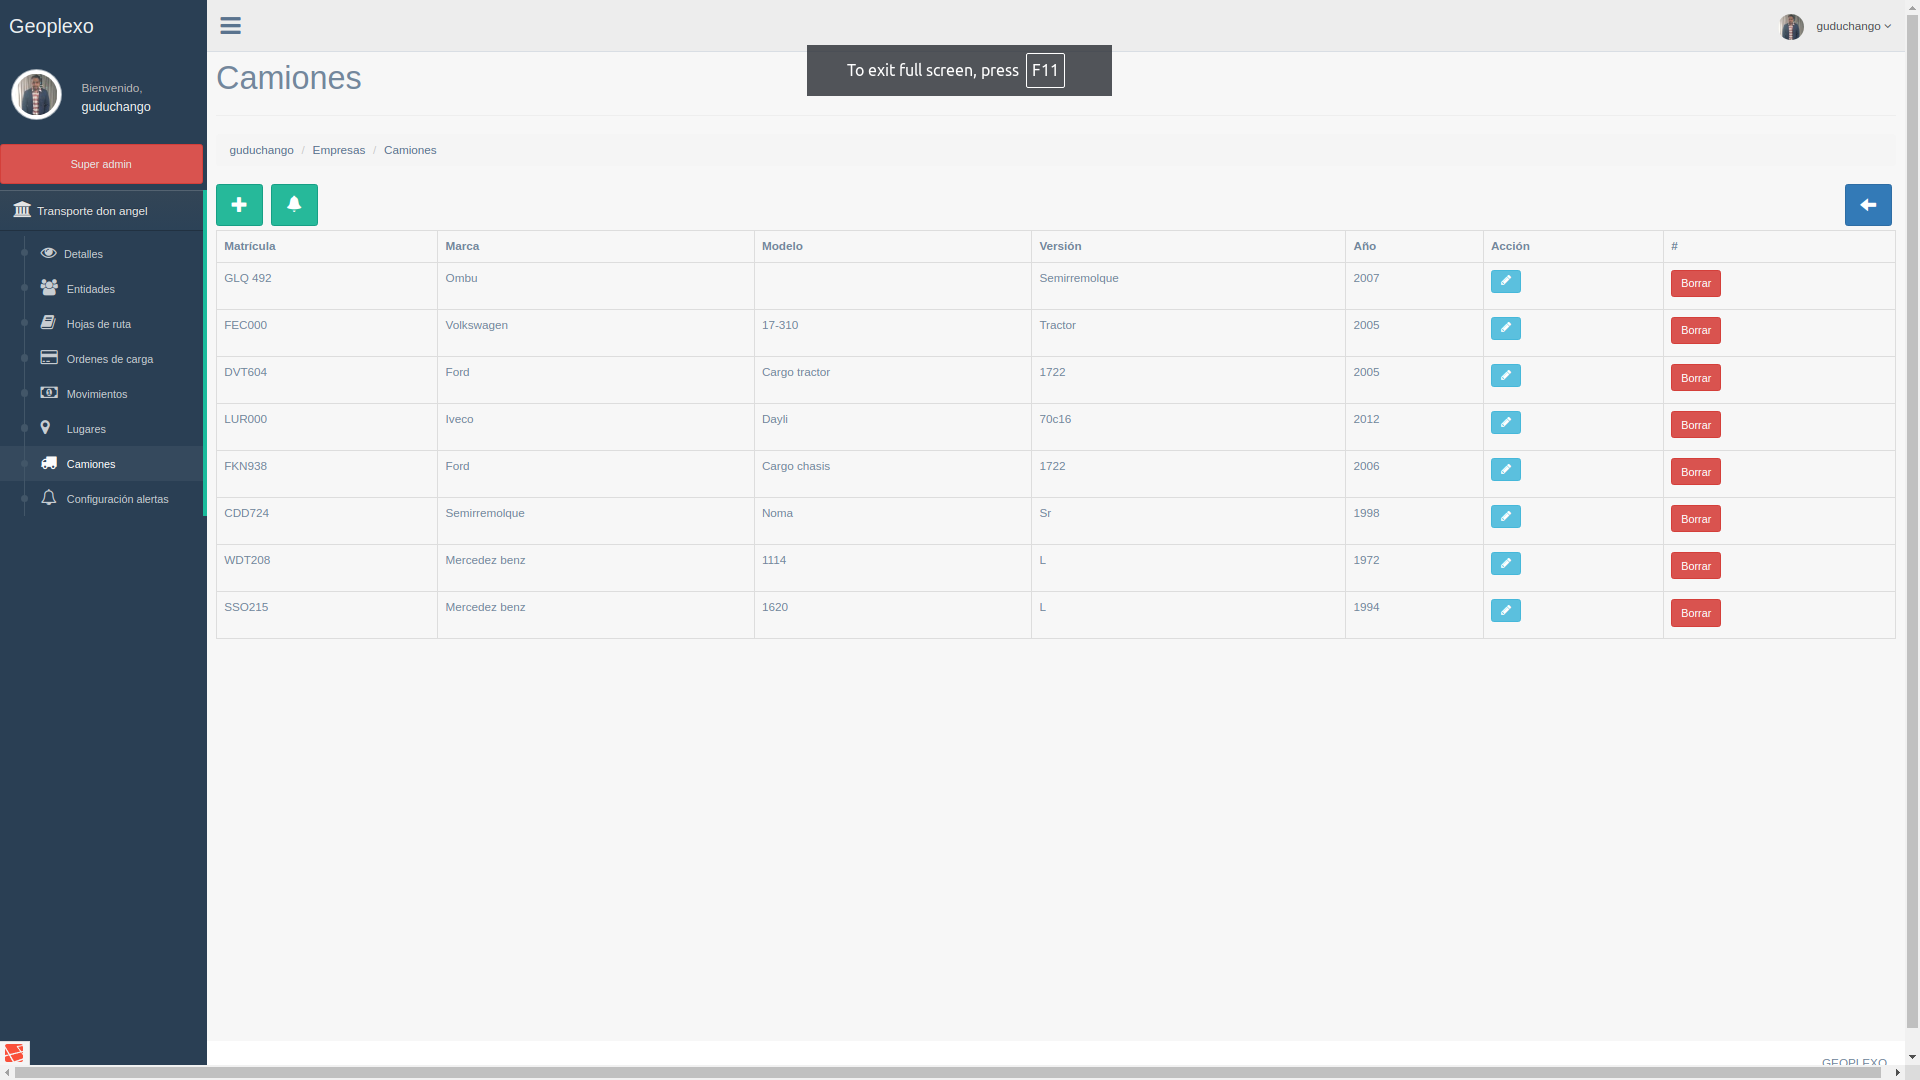 Geoplexo
Bienvenido,
guduchango
Super admin
Transporte don angel
Detalles
Entidades
Hojas de ruta
Ordenes de carga
Movimientos
Lugares
Camiones
Configuración alertas
guduchango
To exit full screen, press F11
Camiones
guduchango / Empresas / Camiones
Matrícula Marca Modelo Versión Año Acción #
GLQ 492 Ombu Semirremolque 2007 Borrar
FEC000 Volkswagen 17-310 Tractor 2005 Borrar
DVT604 Ford Cargo tractor 1722 2005 Borrar
LUR000 Iveco Dayli 70c16 2012 Borrar
FKN938 Ford Cargo chasis 1722 2006 Borrar
CDD724 Semirremolque Noma Sr 1998 Borrar
WDT208 Mercedez benz 1114 L 1972 Borrar
SSO215 Mercedez benz 1620 L 1994 Borrar
GEOPLEXO